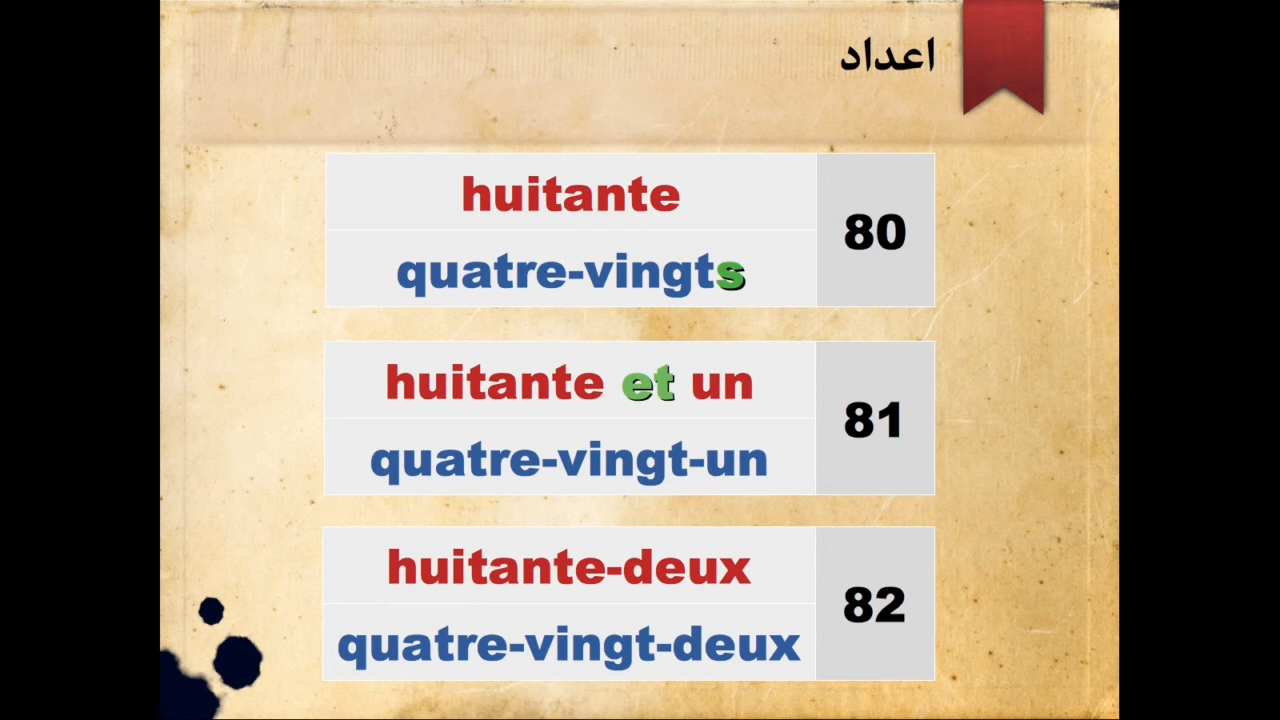 اعداد
huitante
80
quatre-vingts
huitante et un
81
quatre-vingt-un
huitante-deux
82
quatre-vingt-deux